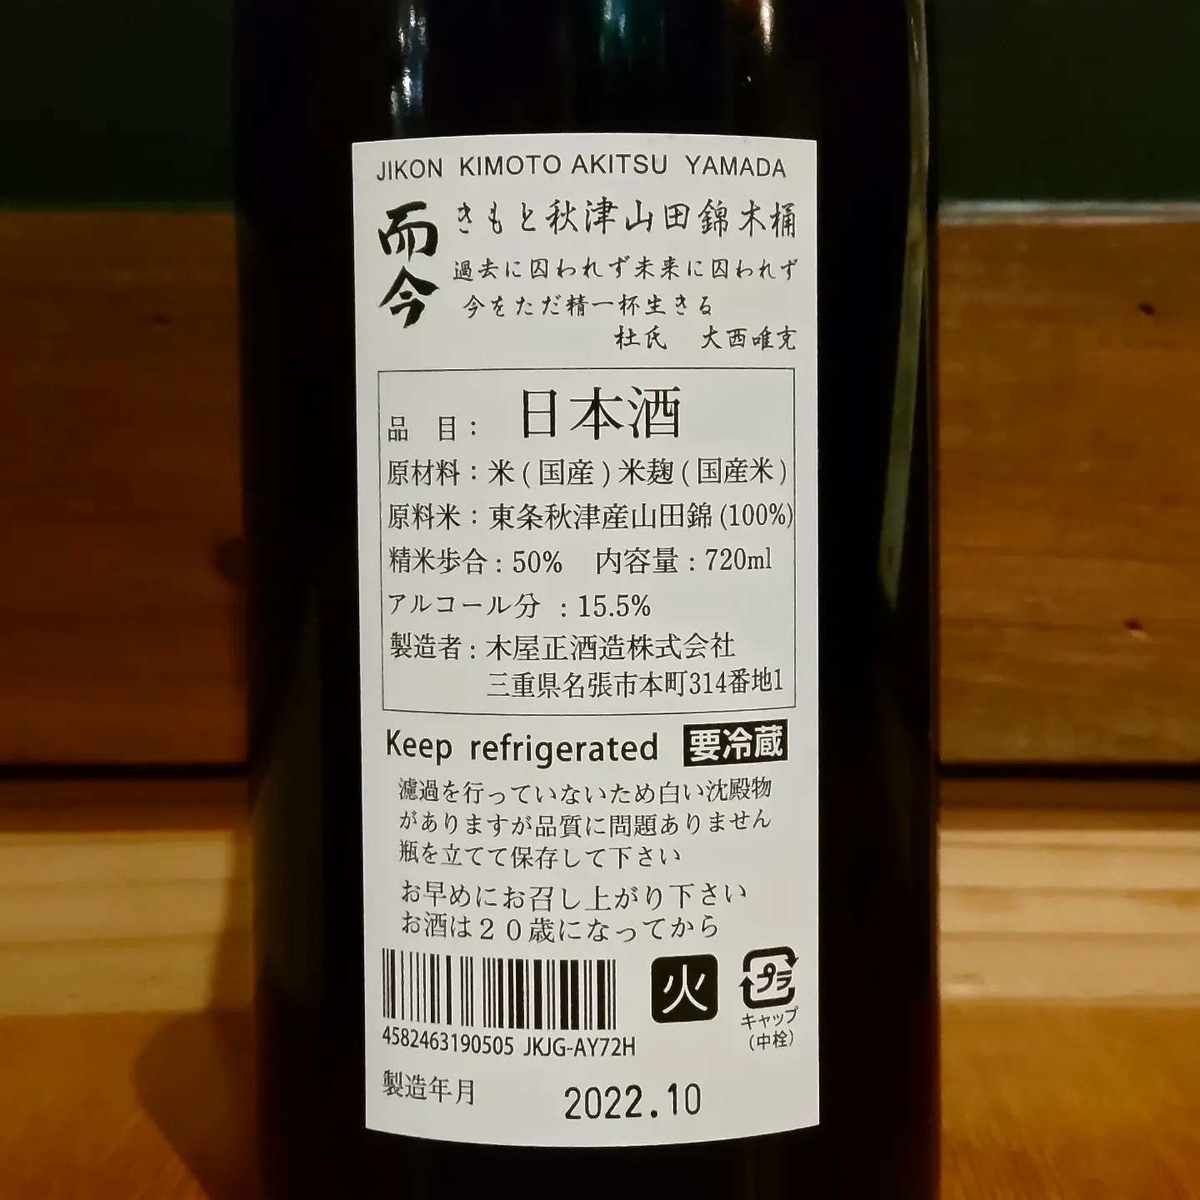 JIKON KIMOTO AKITSU YAMADA
而今
きもと秋津山田錦木桶
過去に囚われず未来に囚われず
今をただ精一杯生きる
杜氏 大西唯克
品 目： 日本酒
原材料：米(国産)米麹(国産米)
原料米：東条秋津産山田錦(100%)
精米歩合：50% 内容量：720ml
アルコール分 ：15.5%
製造者：木屋正酒造株式会社
三重県名張市本町314番地1
Keep refrigerated 要冷蔵
濾過を行っていないため白い沈殿物
がありますが品質に問題ありません
瓶を立てて保存して下さい
お早めにお召し上がり下さい
お酒は２０歳になってから
火
プラ
キャップ
(中栓)
4582463190505 JKJG-AY72H
製造年月 2022.10